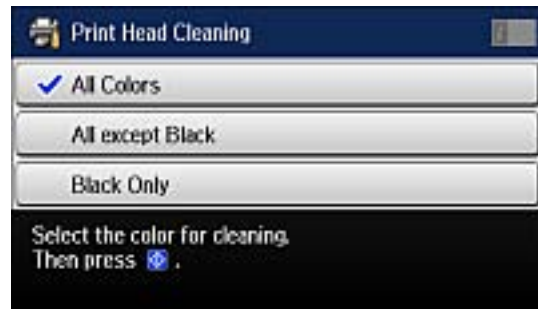 Print Head Cleaning
All Colors
All except Black
Black Only
Select the color for cleaning.
Then press .